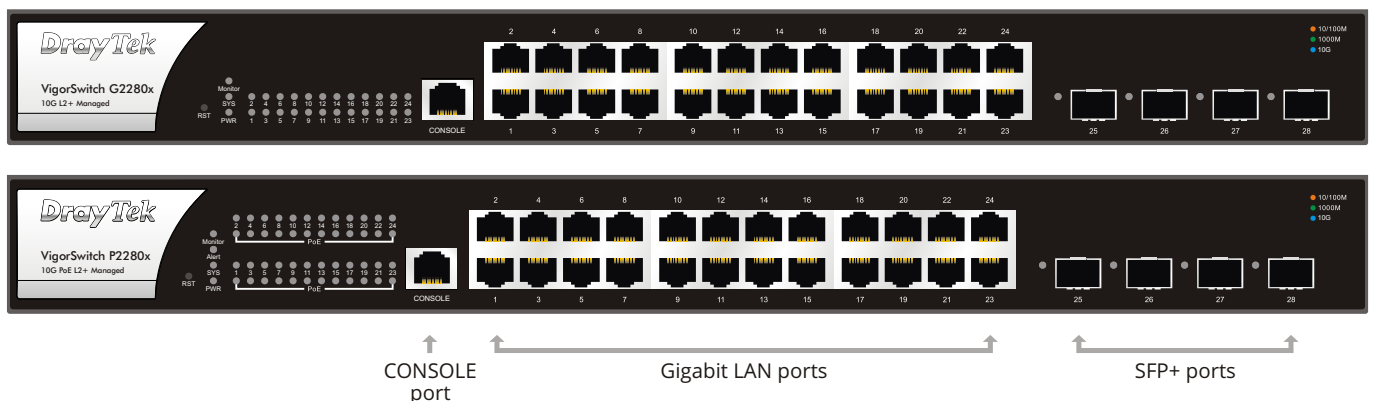 2 4 6 8 10 12 14 16 18 20 22 24
DrayTek
10/100M
1000M
10G
VigorSwitch G2280x
10G L2+ Managed
Monitor
SYS 2 4 6 8 10 12 14 16 18 20 22 24
RST
PWR 1 3 5 7 9 11 13 15 17 19 21 23
CONSOLE
1 3 5 7 9 11 13 15 17 19 21 23
25 26 27 28
2 4 6 8 10 12 14 16 18 20 22 24
DrayTek
10/100M
1000M
10G
VigorSwitch P2280x
10G PoE L2+ Managed
2 4 6 8 10 12 14 16 18 20 22 24
PoE
Monitor
Alert
SYS 1 3 5 7 9 11 13 15 17 19 21 23
RST
PWR
PoE
CONSOLE
1 3 5 7 9 11 13 15 17 19 21 23
25 26 27 28
CONSOLE
port
Gigabit LAN ports
SFP+ ports